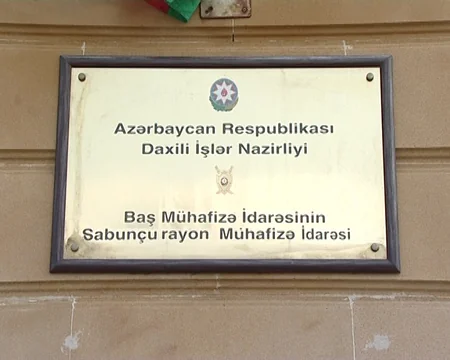 Azərbaycan Respublikası
Daxili İşlər Nazirliyi
Baş Mühafizə İdarəsinin
Sabunçu rayon Mühafizə İdarəsi